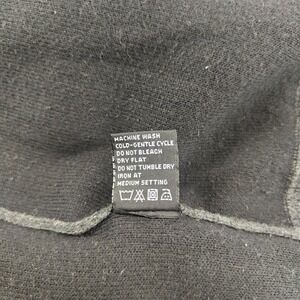 MACHINE WASH
COLD-GENTLE CYCLE
DO NOT BLEACH
DRY FLAT
DO NOT TUMBLE DRY
IRON AT
MEDIUM SETTING